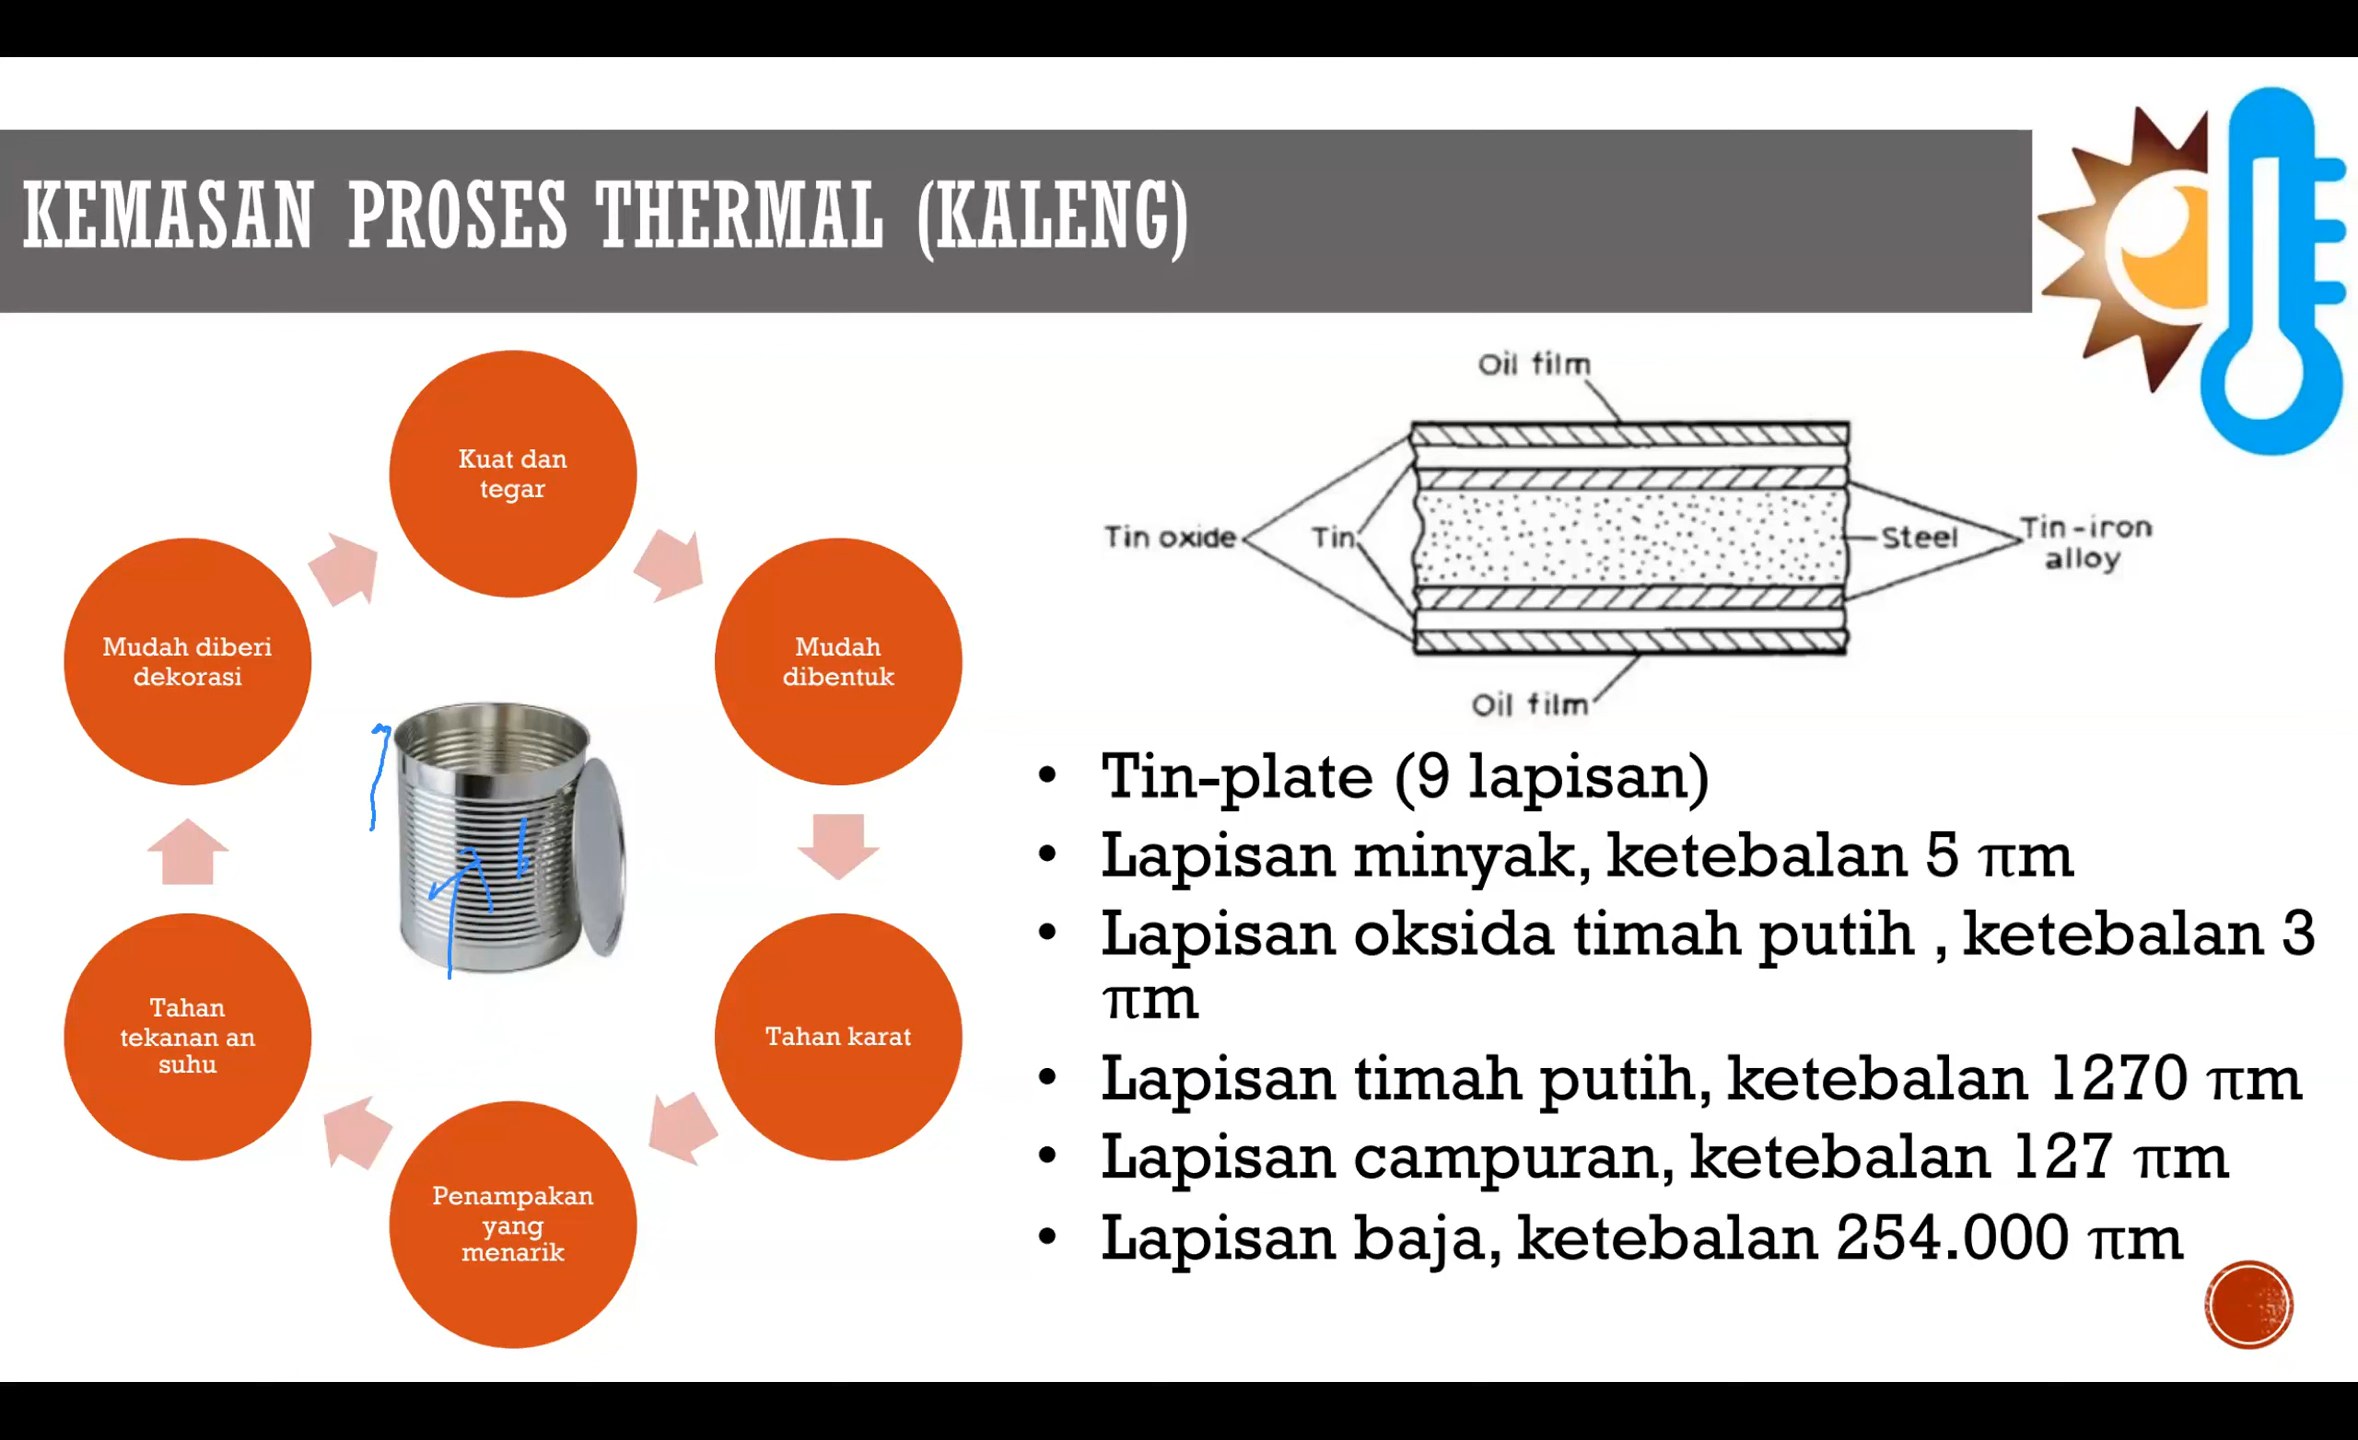 KEMASAN PROSES THERMAL (KALENG)
Kuat dan
tegar
Mudah
dibentuk
Tahan karat
Penampakan
yang
menarik
Tahan
tekanan an
suhu
Mudah diberi
dekorasi
Oil film
Tin oxide
Tin
Steel
Tin-iron
alloy
Oil film
• Tin-plate (9 lapisan)
• Lapisan minyak, ketebalan 5 πm
• Lapisan oksida timah putih , ketebalan 3
πm
• Lapisan timah putih, ketebalan 1270 πm
• Lapisan campuran, ketebalan 127 πm
• Lapisan baja, ketebalan 254.000 πm